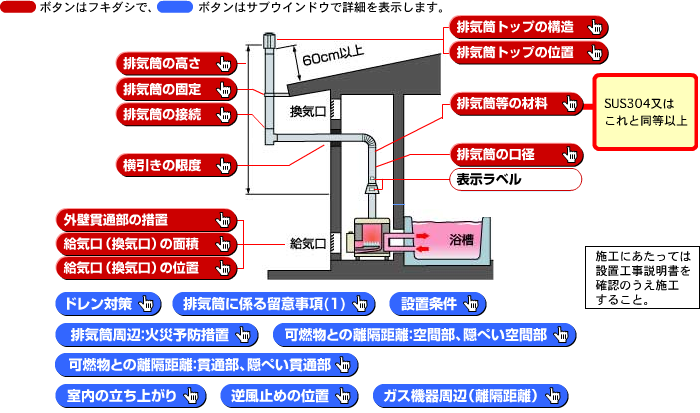 ボタンはフキダシで、 ボタンはサブウインドウで詳細を表示します。
排気筒トップの構造
60cm以上
排気筒トップの位置
排気筒の高さ
排気筒の固定
排気筒の接続
換気口
排気筒等の材料
SUS304又は
これと同等以上
横引きの限度
排気筒の口径
表示ラベル
外壁貫通部の措置
給気口（換気口）の面積
給気口（換気口）の位置
給気口
浴槽
施工にあたっては
設置工事説明書を
確認のうえ施工
すること。
ドレン対策 排気筒に係る留意事項(1) 設置条件
排気筒周辺:火災予防措置 可燃物との離隔距離:空間部、隠ぺい空間部
可燃物との離隔距離:貫通部、隠ぺい貫通部
室内の立ち上がり 逆風止めの位置 ガス機器周辺（離隔距離）